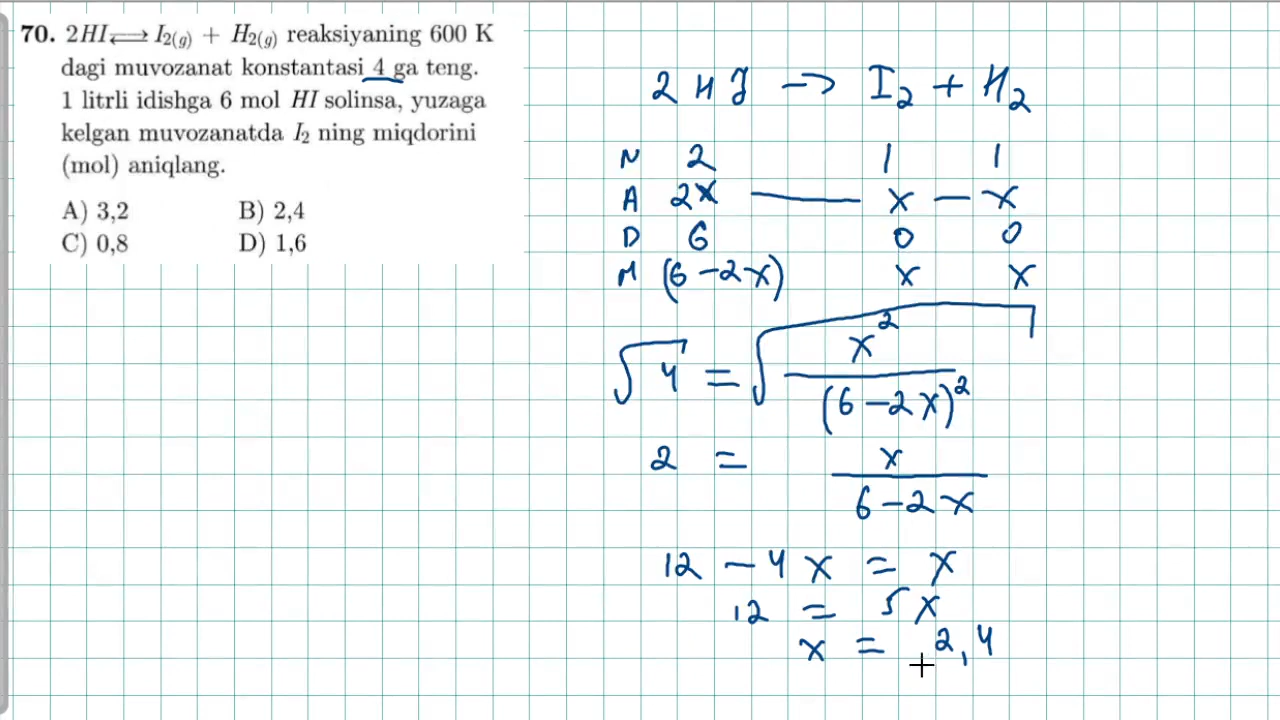 70. 2HI⇌I₂₍g₎ + H₂₍g₎ reaksiyaning 600 K
dagi muvozanat konstantasi 4 ga teng.
1 litrli idishga 6 mol HI solinsa, yuzaga
kelgan muvozanatda I₂ ning miqdorini
(mol) aniqlang.
A) 3,2 B) 2,4
C) 0,8 D) 1,6
2HJ → I₂ + H₂
N 2 1 1
A 2x — x — x
D 6 0 0
M (6-2x) x x
√4 = √(x²/(6-2x)²)
2 = x/(6-2x)
12 - 4x = x
12 = 5x
x = 2,4